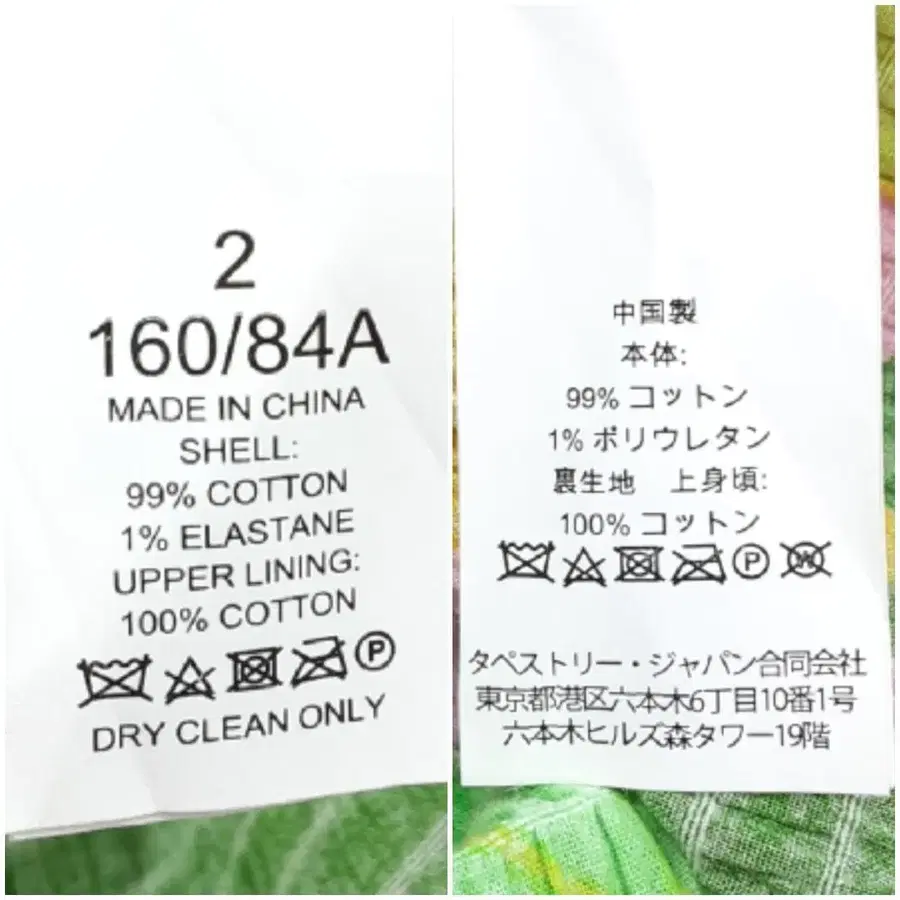 2
160/84A
MADE IN CHINA
SHELL:
99% COTTON
1% ELASTANE
UPPER LINING:
100% COTTON
P
DRY CLEAN ONLY
中国製
本体:
99% コットン
1% ポリウレタン
裏生地 上身頃:
100% コットン
P W
タペストリー・ジャパン合同会社
東京都港区六本木6丁目10番1号
六本木ヒルズ森タワー19階